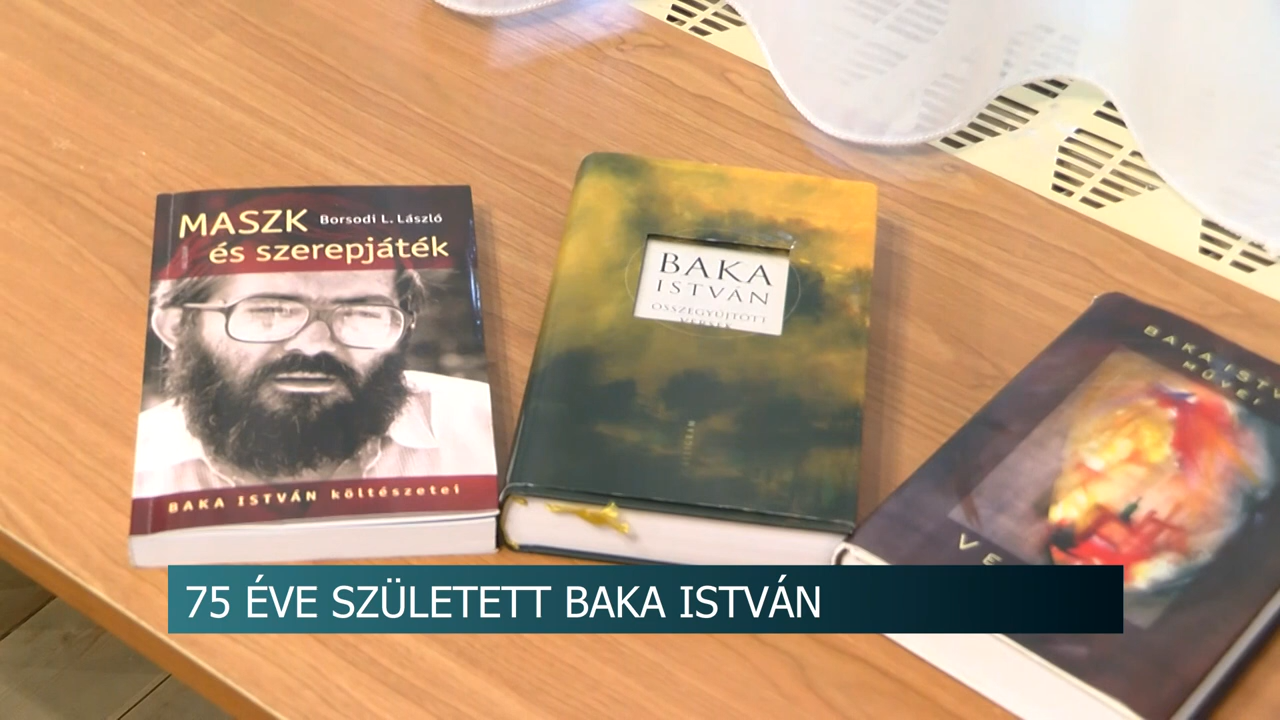 MASZK Borsodi L. László
és szerepjáték
BAKA ISTVÁN költészetei
BAKA
ISTVÁN
ÖSSZEGYŰJTÖTT
VERSEK
BAKA ISTV
MŰVEI
75 ÉVE SZÜLETETT BAKA ISTVÁN